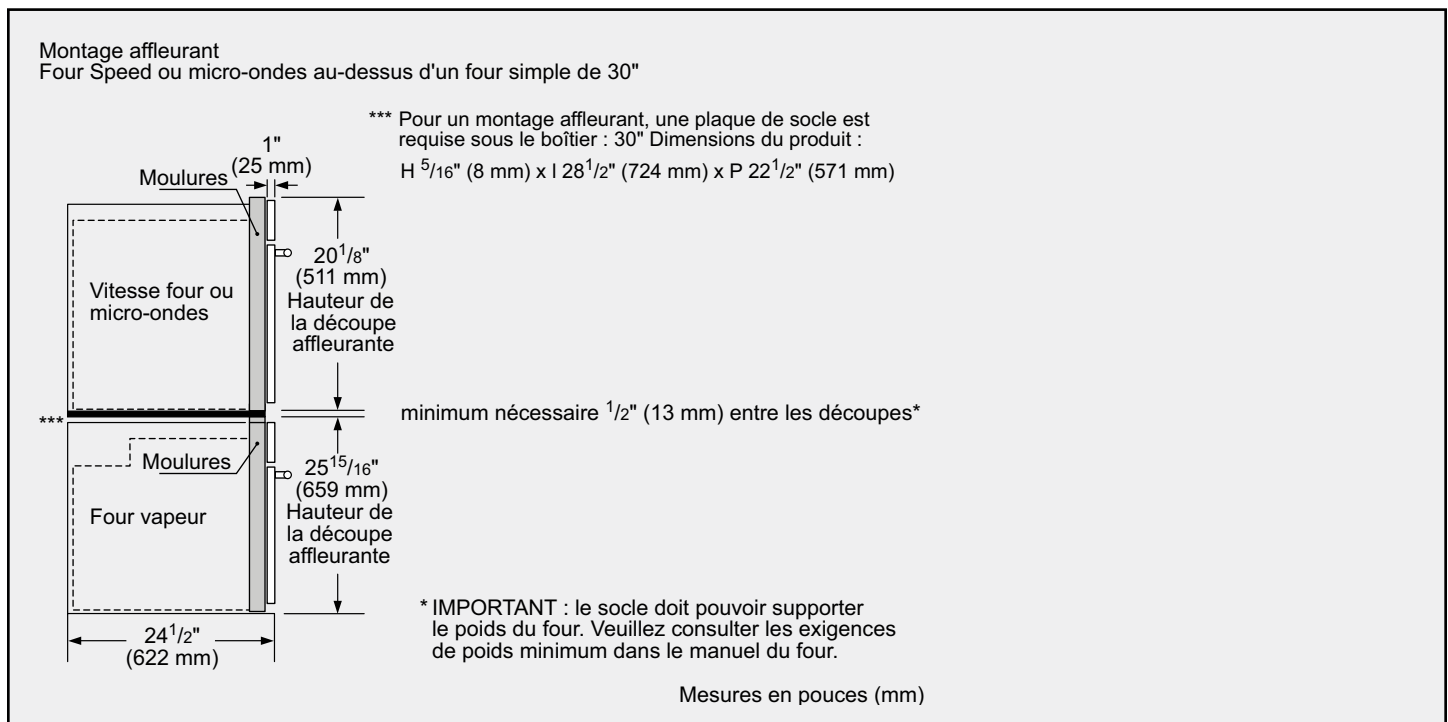 Montage affleurant
Four Speed ou micro-ondes au-dessus d'un four simple de 30"
*** Pour un montage affleurant, une plaque de socle est
requise sous le boîtier : 30" Dimensions du produit :
H 5/16" (8 mm) x l 28 1/2" (724 mm) x P 22 1/2" (571 mm)
1"
(25 mm)
Moulures
20 1/8"
(511 mm)
Hauteur de
la découpe
affleurante
Vitesse four ou
micro-ondes
minimum nécessaire 1/2" (13 mm) entre les découpes*
***
Moulures
25 15/16"
(659 mm)
Hauteur de
la découpe
affleurante
Four vapeur
* IMPORTANT : le socle doit pouvoir supporter
le poids du four. Veuillez consulter les exigences
de poids minimum dans le manuel du four.
24 1/2"
(622 mm)
Mesures en pouces (mm)